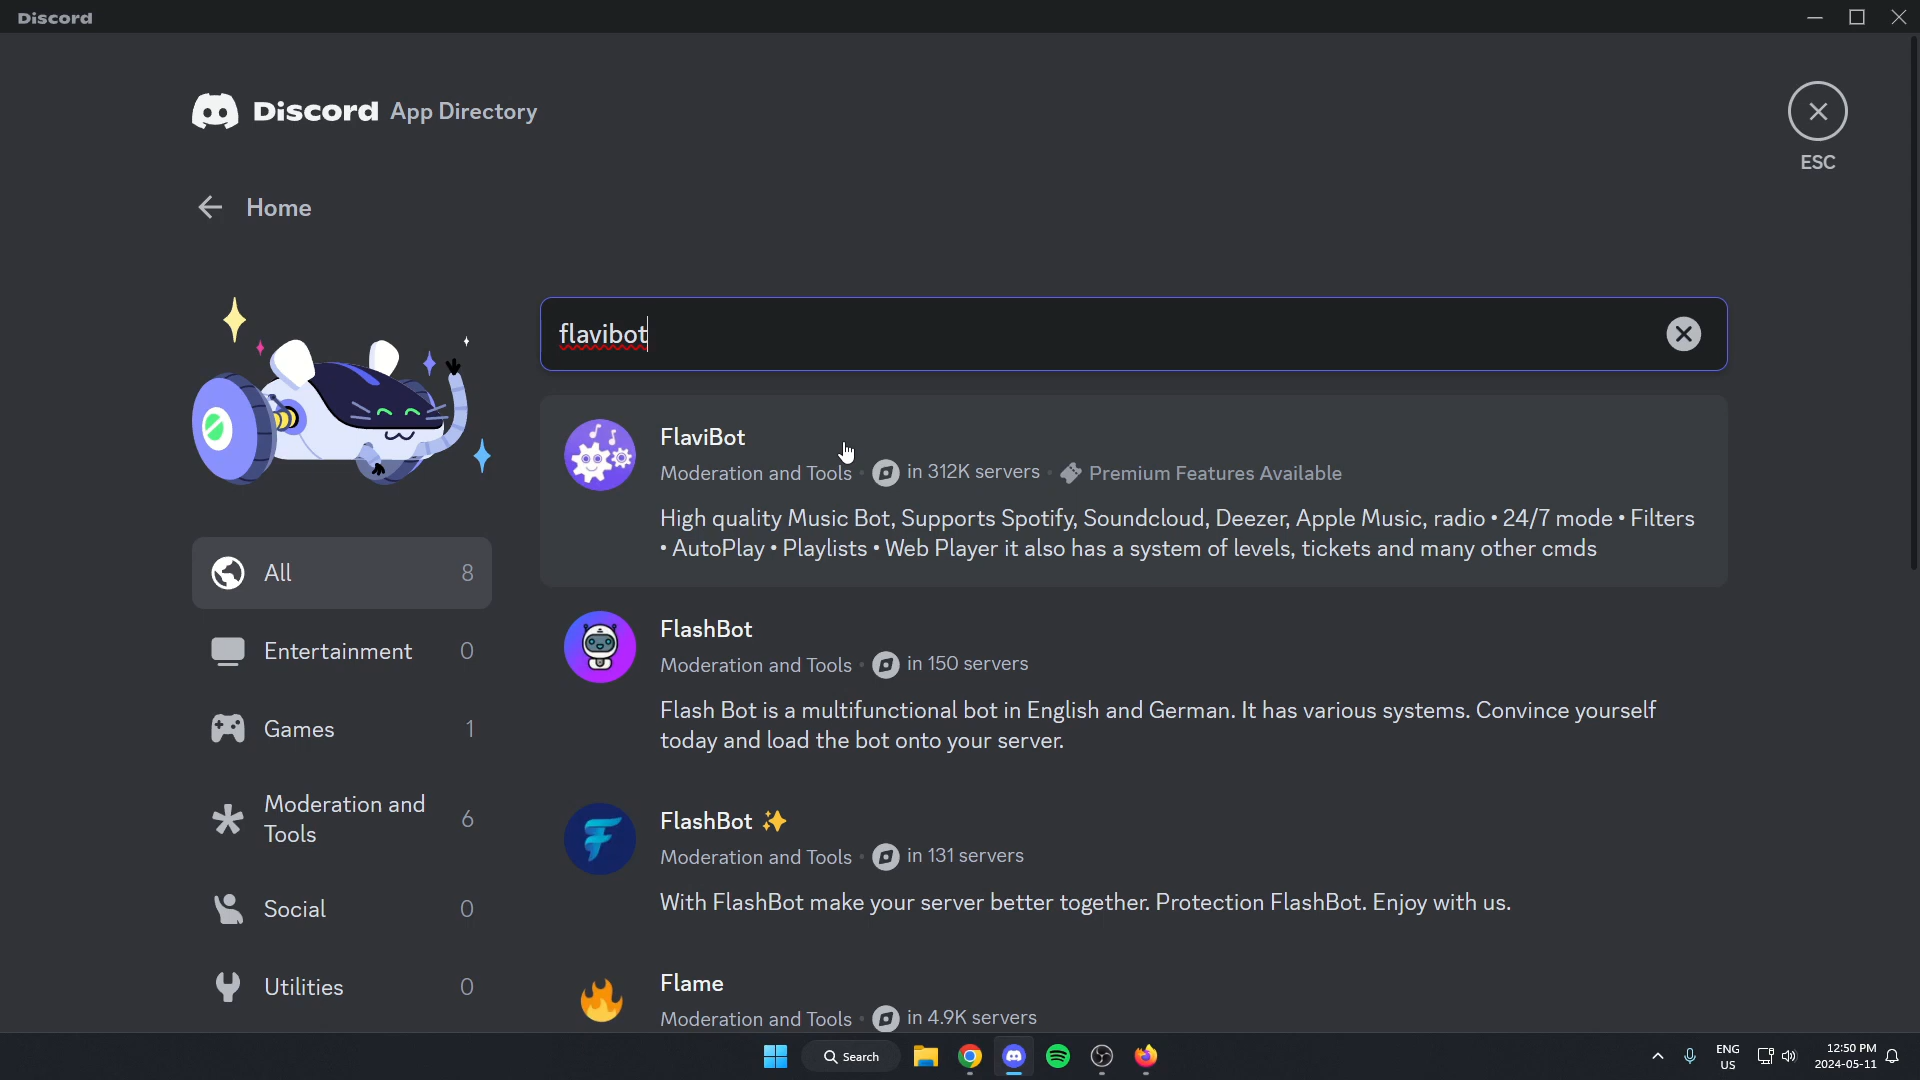 Discord
Discord App Directory
ESC
Home
flavibot
FlaviBot
Moderation and Tools • in 312K servers • Premium Features Available
High quality Music Bot, Supports Spotify, Soundcloud, Deezer, Apple Music, radio • 24/7 mode • Filters
• AutoPlay • Playlists • Web Player it also has a system of levels, tickets and many other cmds
All 8
Entertainment 0
Games 1
Moderation and
Tools 6
Social 0
Utilities 0
FlashBot
Moderation and Tools • in 150 servers
Flash Bot is a multifunctional bot in English and German. It has various systems. Convince yourself
today and load the bot onto your server.
FlashBot ✨
Moderation and Tools • in 131 servers
With FlashBot make your server better together. Protection FlashBot. Enjoy with us.
Flame
Moderation and Tools • in 4.9K servers
Search
ENG
US
12:50 PM
2024-05-11